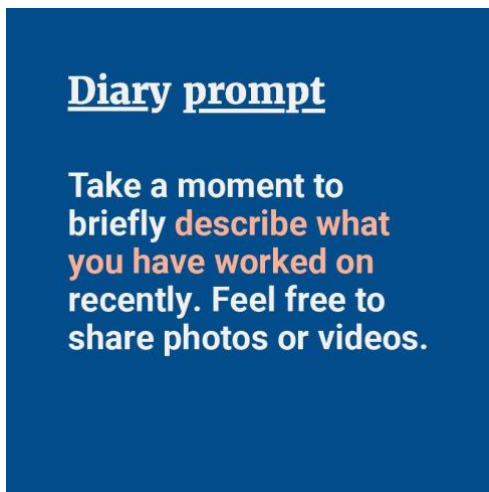 Diary prompt
Take a moment to
briefly describe what
you have worked on
recently. Feel free to
share photos or videos.